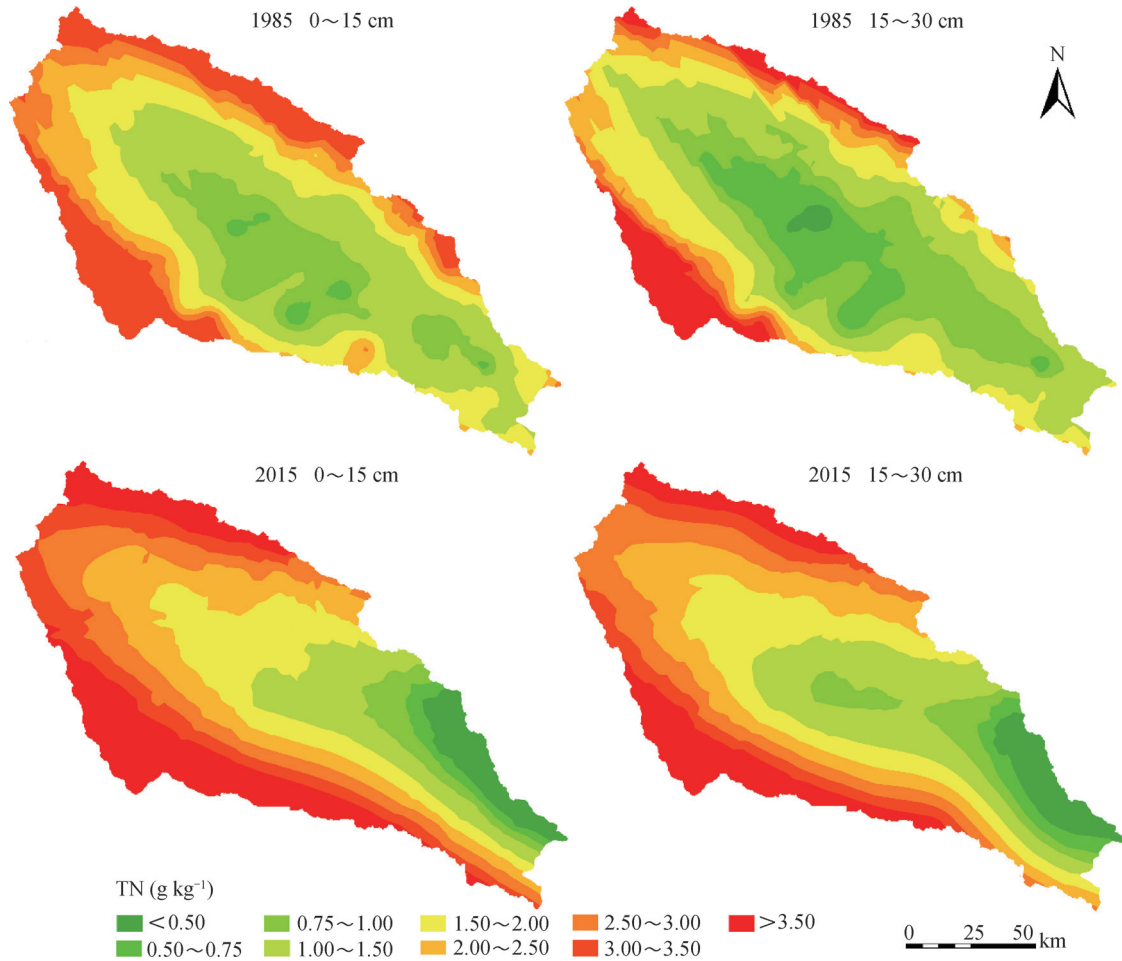 1985 0～15 cm
1985 15～30 cm
N
2015 0～15 cm
2015 15～30 cm
TN (g kg⁻¹)
＜0.50
0.75～1.00
1.50～2.00
2.50～3.00
＞3.50
0.50～0.75
1.00～1.50
2.00～2.50
3.00～3.50
0 25 50 km